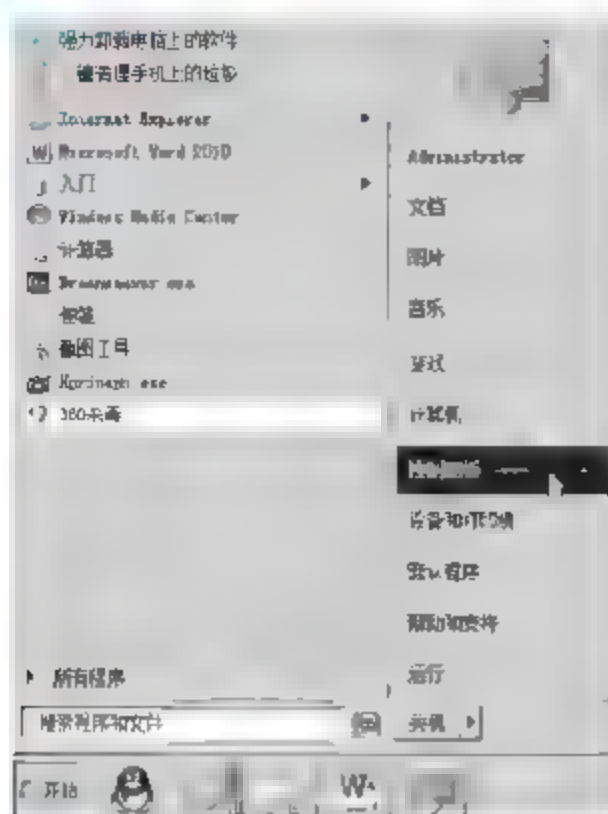 强力卸载电脑上的软件
清理手机上的垃圾
Internet Explorer
Microsoft Word 2010
入门
Windows Media Center
计算器
Dreamweaver.exe
便笺
截图工具
360杀毒
所有程序
搜索程序和文件
开始
Administrator
文档
图片
音乐
游戏
计算机
控制面板
设备和打印机
默认程序
帮助和支持
运行
关机